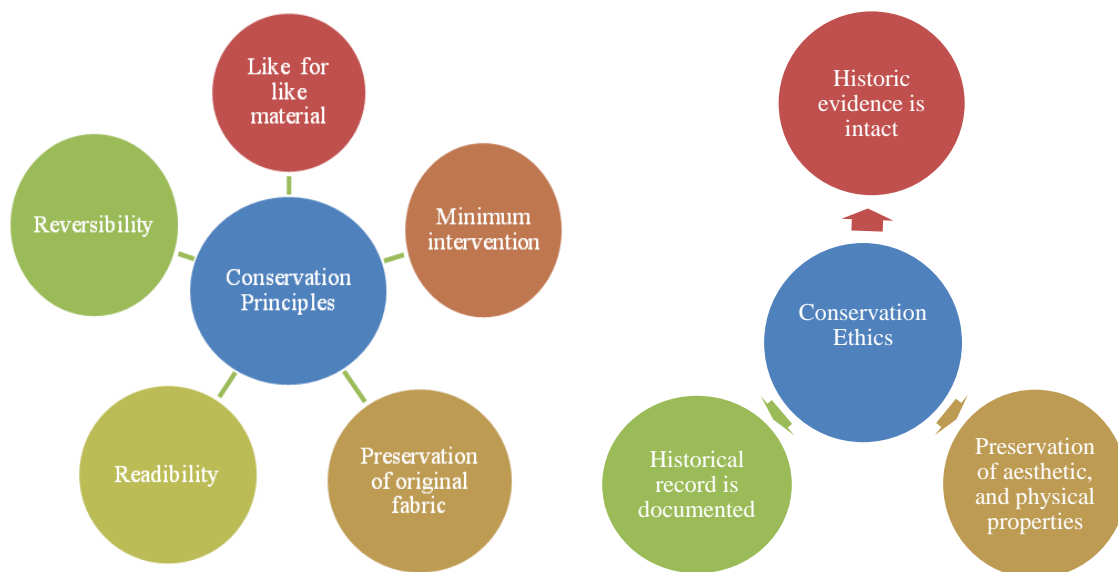 Like for
like
material
Reversibility
Minimum
intervention
Conservation
Principles
Readibility
Preservation
of original
fabric
Historic
evidence is
intact
Conservation
Ethics
Historical
record is
documented
Preservation
of aesthetic,
and physical
properties